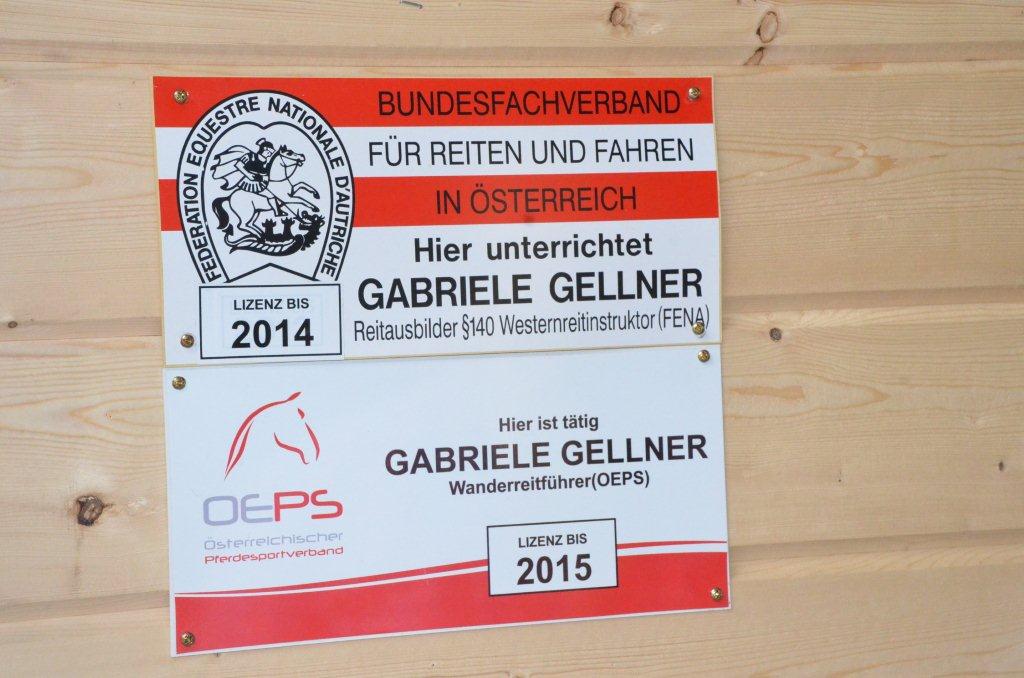 FEDERATION EQUESTRE NATIONALE D'AUTRICHE
BUNDESFACHVERBAND
FÜR REITEN UND FAHREN
IN ÖSTERREICH
Hier unterrichtet
GABRIELE GELLNER
Reitausbilder §140 Westernreitinstruktor (FENA)
LIZENZ BIS
2014
OEPS
Österreichischer
Pferdesportverband
Hier ist tätig
GABRIELE GELLNER
Wanderreitführer(OEPS)
LIZENZ BIS
2015